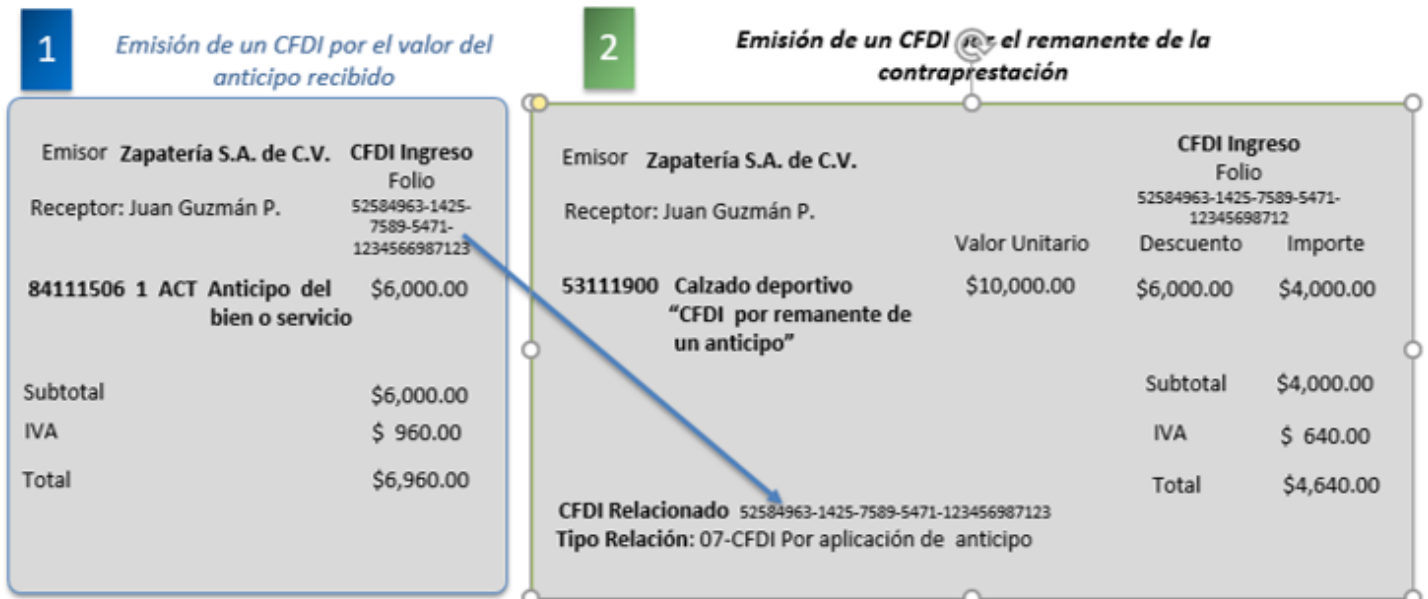 1
Emisión de un CFDI por el valor del
anticipo recibido
Emisor Zapatería S.A. de C.V. CFDI Ingreso
Folio
Receptor: Juan Guzmán P. 52584963-1425-
7589-5471-
1234566987123
84111506 1 ACT Anticipo del $6,000.00
bien o servicio
Subtotal $6,000.00
IVA $ 960.00
Total $6,960.00
2
Emisión de un CFDI el remanente de la
contraprestación
Emisor Zapatería S.A. de C.V. CFDI Ingreso
Folio
52584963-1425-7589-5471-
12345698712
Receptor: Juan Guzmán P.
Valor Unitario Descuento Importe
53111900 Calzado deportivo $10,000.00 $6,000.00 $4,000.00
“CFDI por remanente de
un anticipo”
Subtotal $4,000.00
IVA $ 640.00
Total $4,640.00
CFDI Relacionado 52584963-1425-7589-5471-123456987123
Tipo Relación: 07-CFDI Por aplicación de anticipo